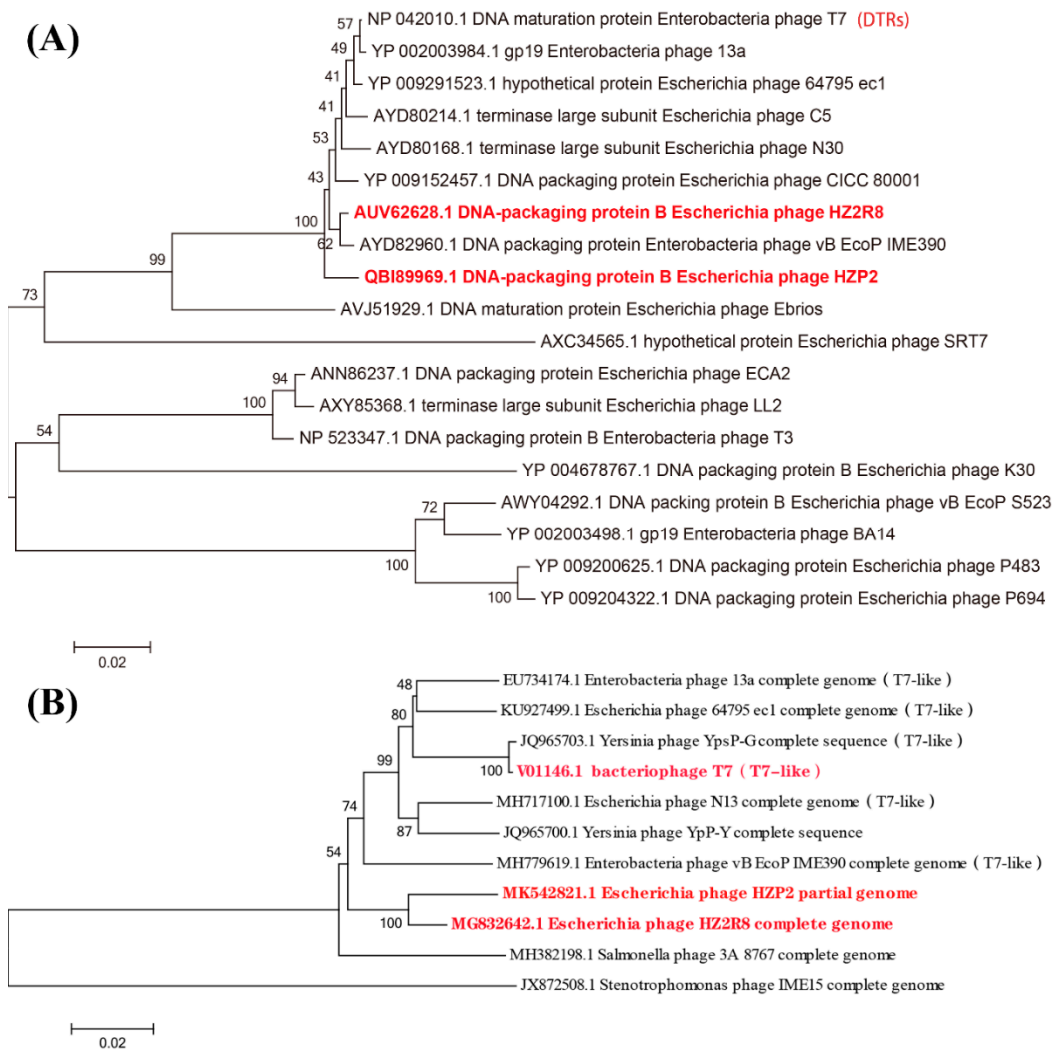 (A)
57
NP 042010.1 DNA maturation protein Enterobacteria phage T7 (DTRs)
49
YP 002003984.1 gp19 Enterobacteria phage 13a
41
YP 009291523.1 hypothetical protein Escherichia phage 64795 ec1
41
AYD80214.1 terminase large subunit Escherichia phage C5
53
AYD80168.1 terminase large subunit Escherichia phage N30
43
YP 009152457.1 DNA packaging protein Escherichia phage CICC 80001
100
AUV62628.1 DNA-packaging protein B Escherichia phage HZ2R8
62
AYD82960.1 DNA packaging protein Enterobacteria phage vB EcoP IME390
99
QBI89969.1 DNA-packaging protein B Escherichia phage HZP2
73
AVJ51929.1 DNA maturation protein Escherichia phage Ebrios
AXC34565.1 hypothetical protein Escherichia phage SRT7
94
ANN86237.1 DNA packaging protein Escherichia phage ECA2
100
AXY85368.1 terminase large subunit Escherichia phage LL2
54
NP 523347.1 DNA packaging protein B Enterobacteria phage T3
YP 004678767.1 DNA packaging protein B Escherichia phage K30
72
AWY04292.1 DNA packing protein B Escherichia phage vB EcoP S523
YP 002003498.1 gp19 Enterobacteria phage BA14
100
YP 009200625.1 DNA packaging protein Escherichia phage P483
100
YP 009204322.1 DNA packaging protein Escherichia phage P694
0.02
(B)
48
EU734174.1 Enterobacteria phage 13a complete genome ( T7-like )
80
KU927499.1 Escherichia phage 64795 ec1 complete genome ( T7-like )
99
JQ965703.1 Yersinia phage YpsP-G complete sequence ( T7-like )
100
V01146.1 bacteriophage T7 ( T7-like )
74
MH717100.1 Escherichia phage N13 complete genome ( T7-like )
87
JQ965700.1 Yersinia phage YpP-Y complete sequence
54
MH779619.1 Enterobacteria phage vB EcoP IME390 complete genome ( T7-like )
MK542821.1 Escherichia phage HZP2 partial genome
100
MG832642.1 Escherichia phage HZ2R8 complete genome
MH382198.1 Salmonella phage 3A 8767 complete genome
JX872508.1 Stenotrophomonas phage IME15 complete genome
0.02